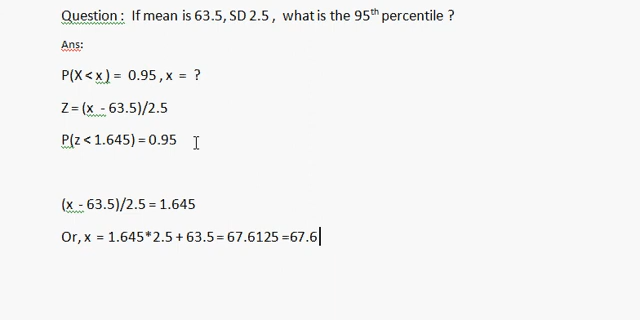 Question : If mean is 63.5, SD 2.5 , what is the 95th percentile ?
Ans:
P(X < x ) = 0.95 , x = ?
Z = (x - 63.5)/2.5
P(z < 1.645) = 0.95
(x - 63.5)/2.5 = 1.645
Or, x = 1.645*2.5 + 63.5 = 67.6125 =67.6